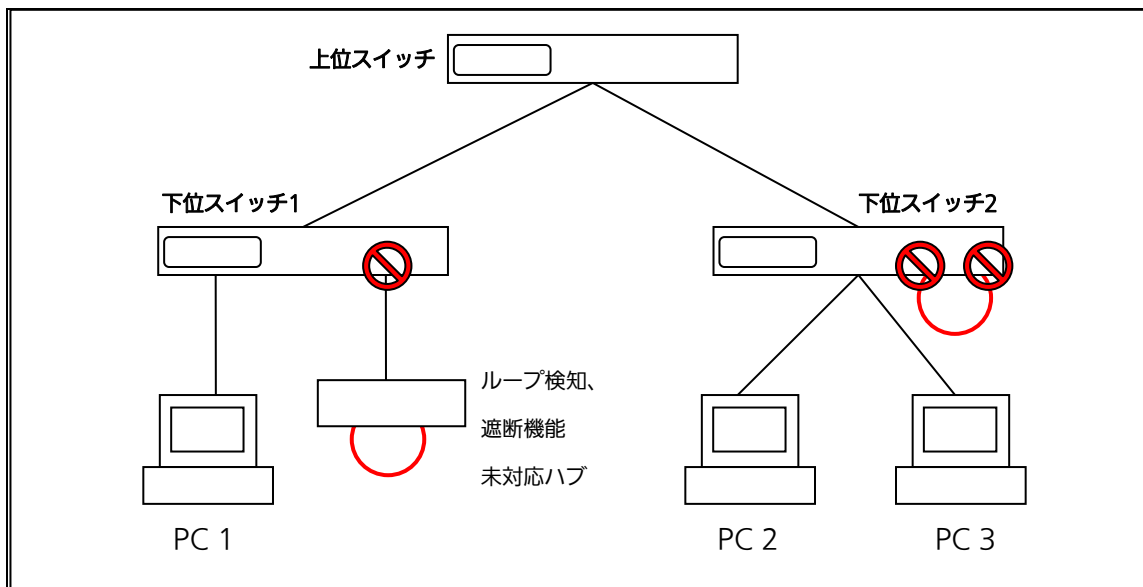 上位スイッチ
下位スイッチ1
下位スイッチ2
ループ検知、
遮断機能
未対応ハブ
PC 1
PC 2
PC 3